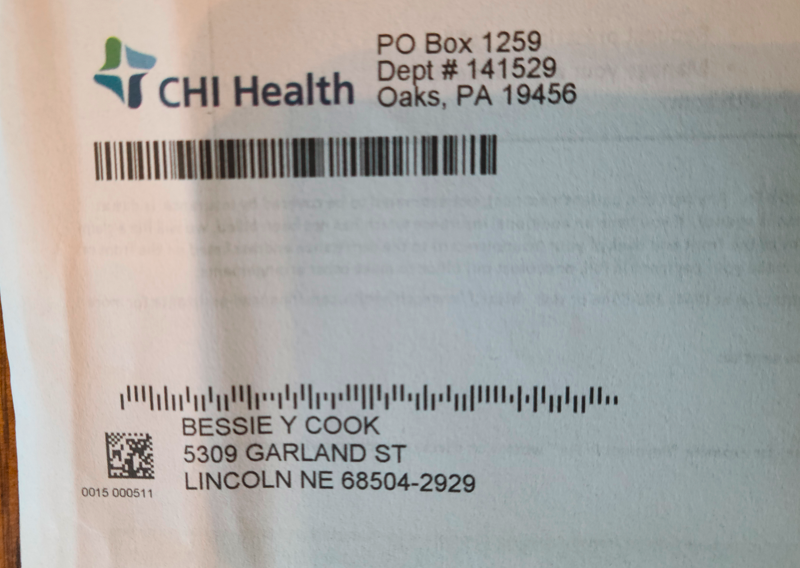 CHI Health
PO Box 1259
Dept # 141529
Oaks, PA 19456
BESSIE Y COOK
5309 GARLAND ST
LINCOLN NE 68504-2929
0015 000511